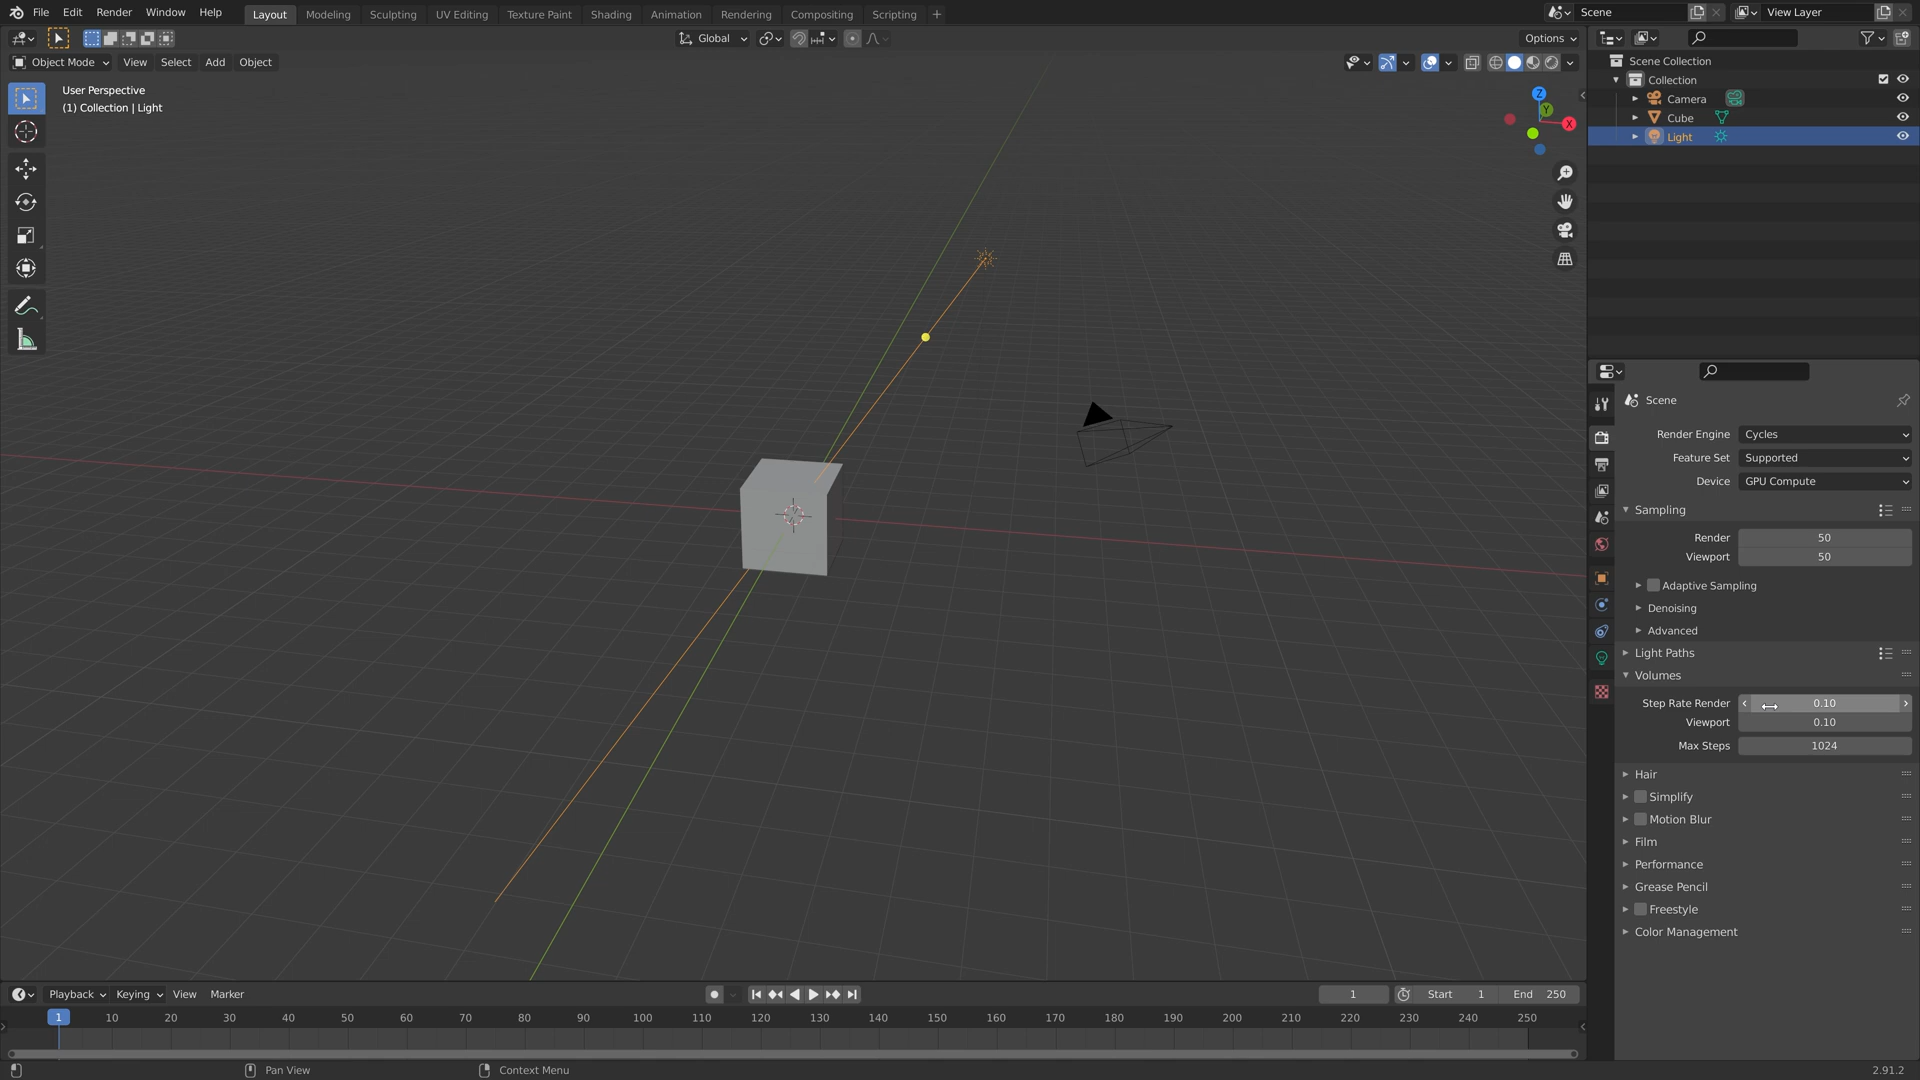 File Edit Render Window Help Layout Modeling Sculpting UV Editing Texture Paint Shading Animation Rendering Compositing Scripting + Scene View Layer
Global Options
Object Mode View Select Add Object
User Perspective
(1) Collection | Light
Z
Y
X
Scene Collection
Collection
Camera
Cube
Light
Scene
Render Engine Cycles
Feature Set Supported
Device GPU Compute
Sampling
Render 50
Viewport 50
Adaptive Sampling
Denoising
Advanced
Light Paths
Volumes
Step Rate Render 0.10
Viewport 0.10
Max Steps 1024
Hair
Simplify
Motion Blur
Film
Performance
Grease Pencil
Freestyle
Color Management
Playback Keying View Marker 1 Start 1 End 250
1 10 20 30 40 50 60 70 80 90 100 110 120 130 140 150 160 170 180 190 200 210 220 230 240 250
Pan View Context Menu 2.91.2